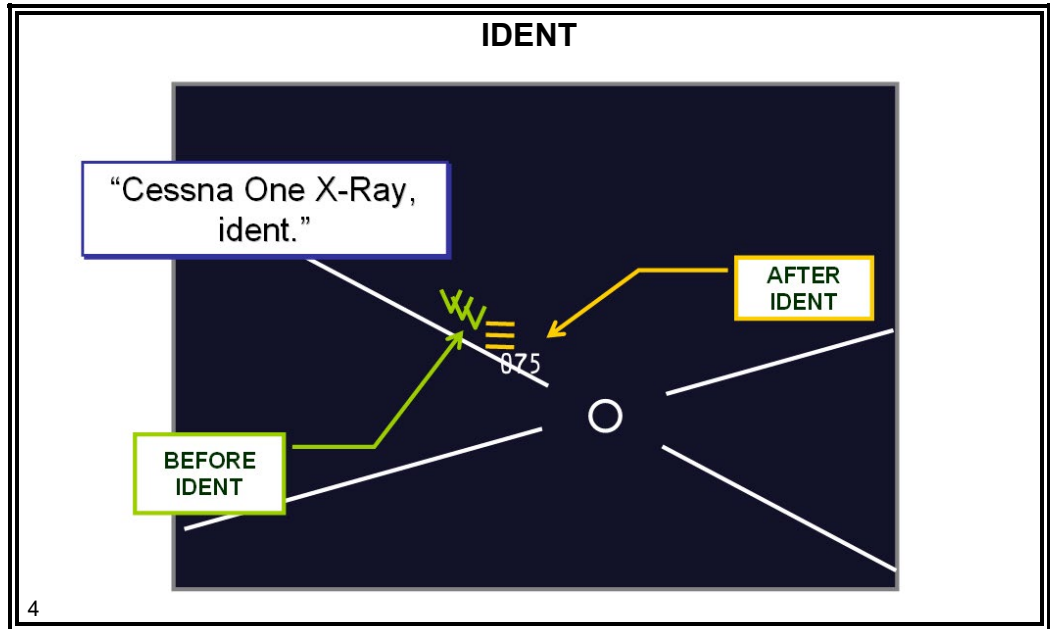 IDENT
“Cessna One X-Ray,
ident.”
AFTER
IDENT
075
BEFORE
IDENT
4